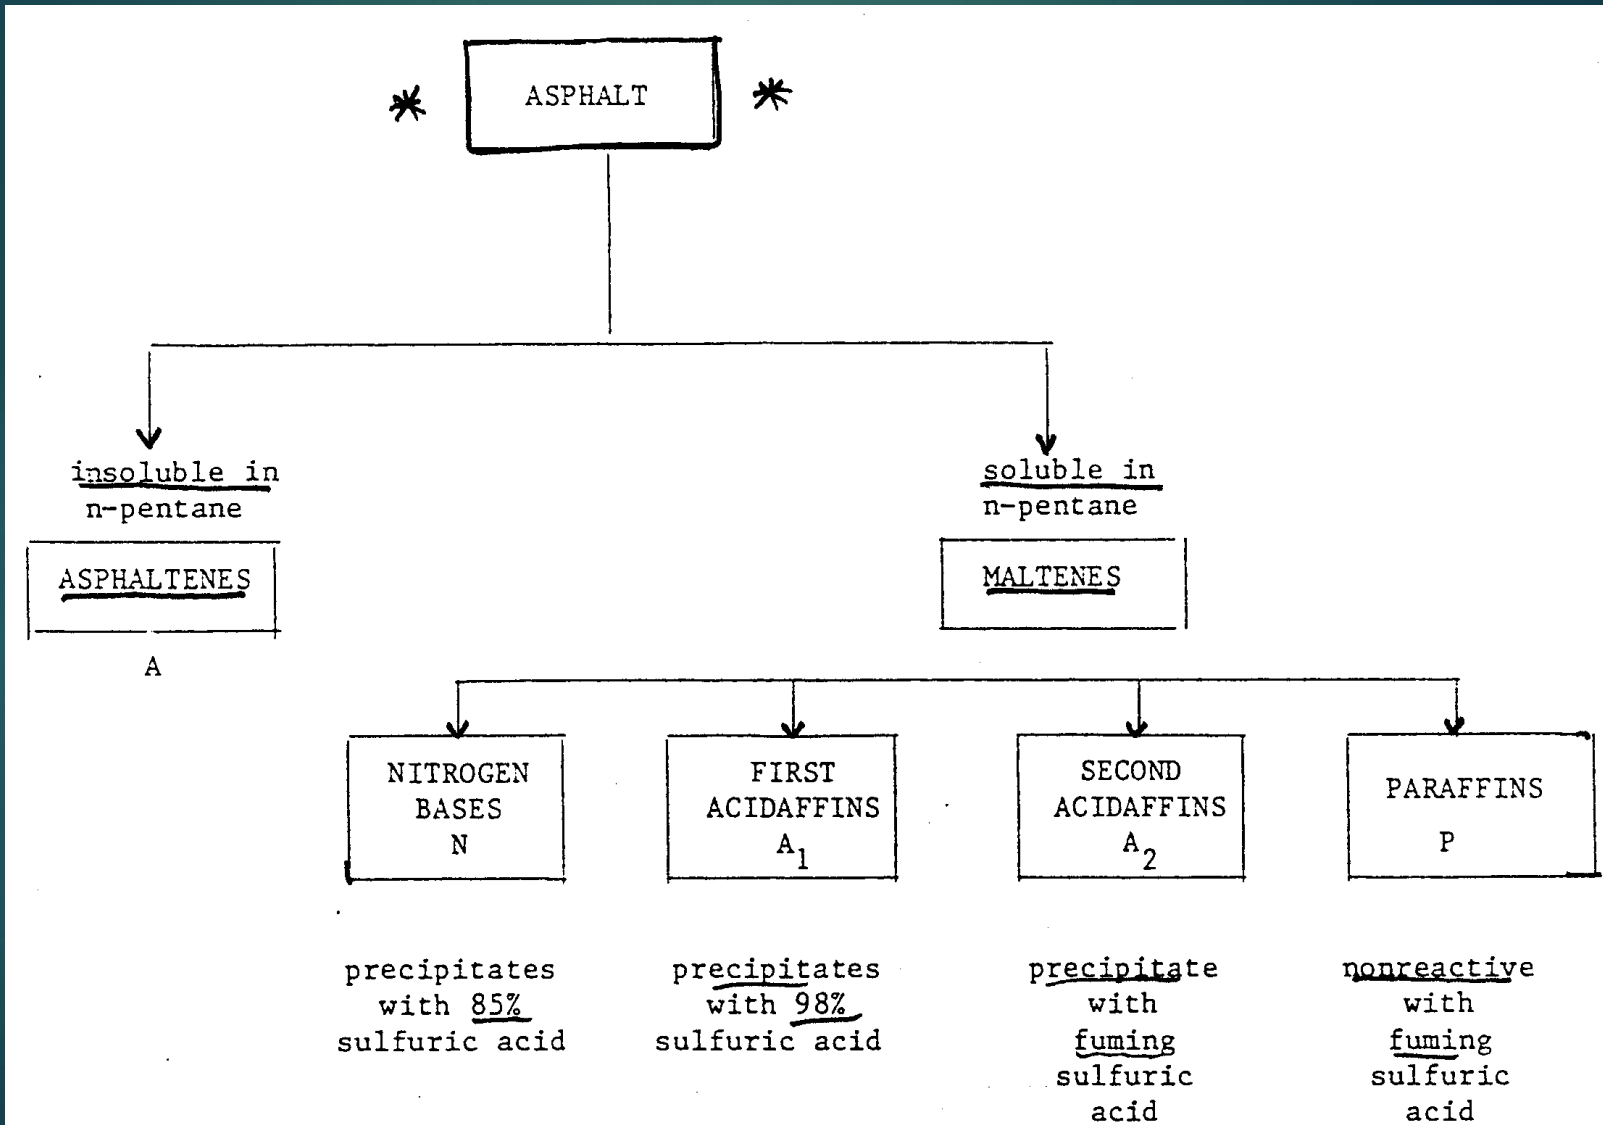 * ASPHALT *
insoluble in
n-pentane
ASPHALTENES
A
soluble in
n-pentane
MALTENES
NITROGEN
BASES
N
FIRST
ACIDAFFINS
A1
SECOND
ACIDAFFINS
A2
PARAFFINS
P
precipitates
with 85%
sulfuric acid
precipitates
with 98%
sulfuric acid
precipitate
with
fuming
sulfuric
acid
nonreactive
with
fuming
sulfuric
acid